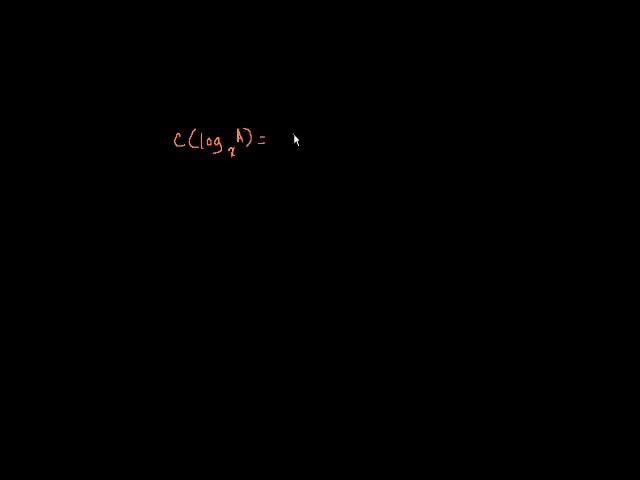 C(log_x A) =